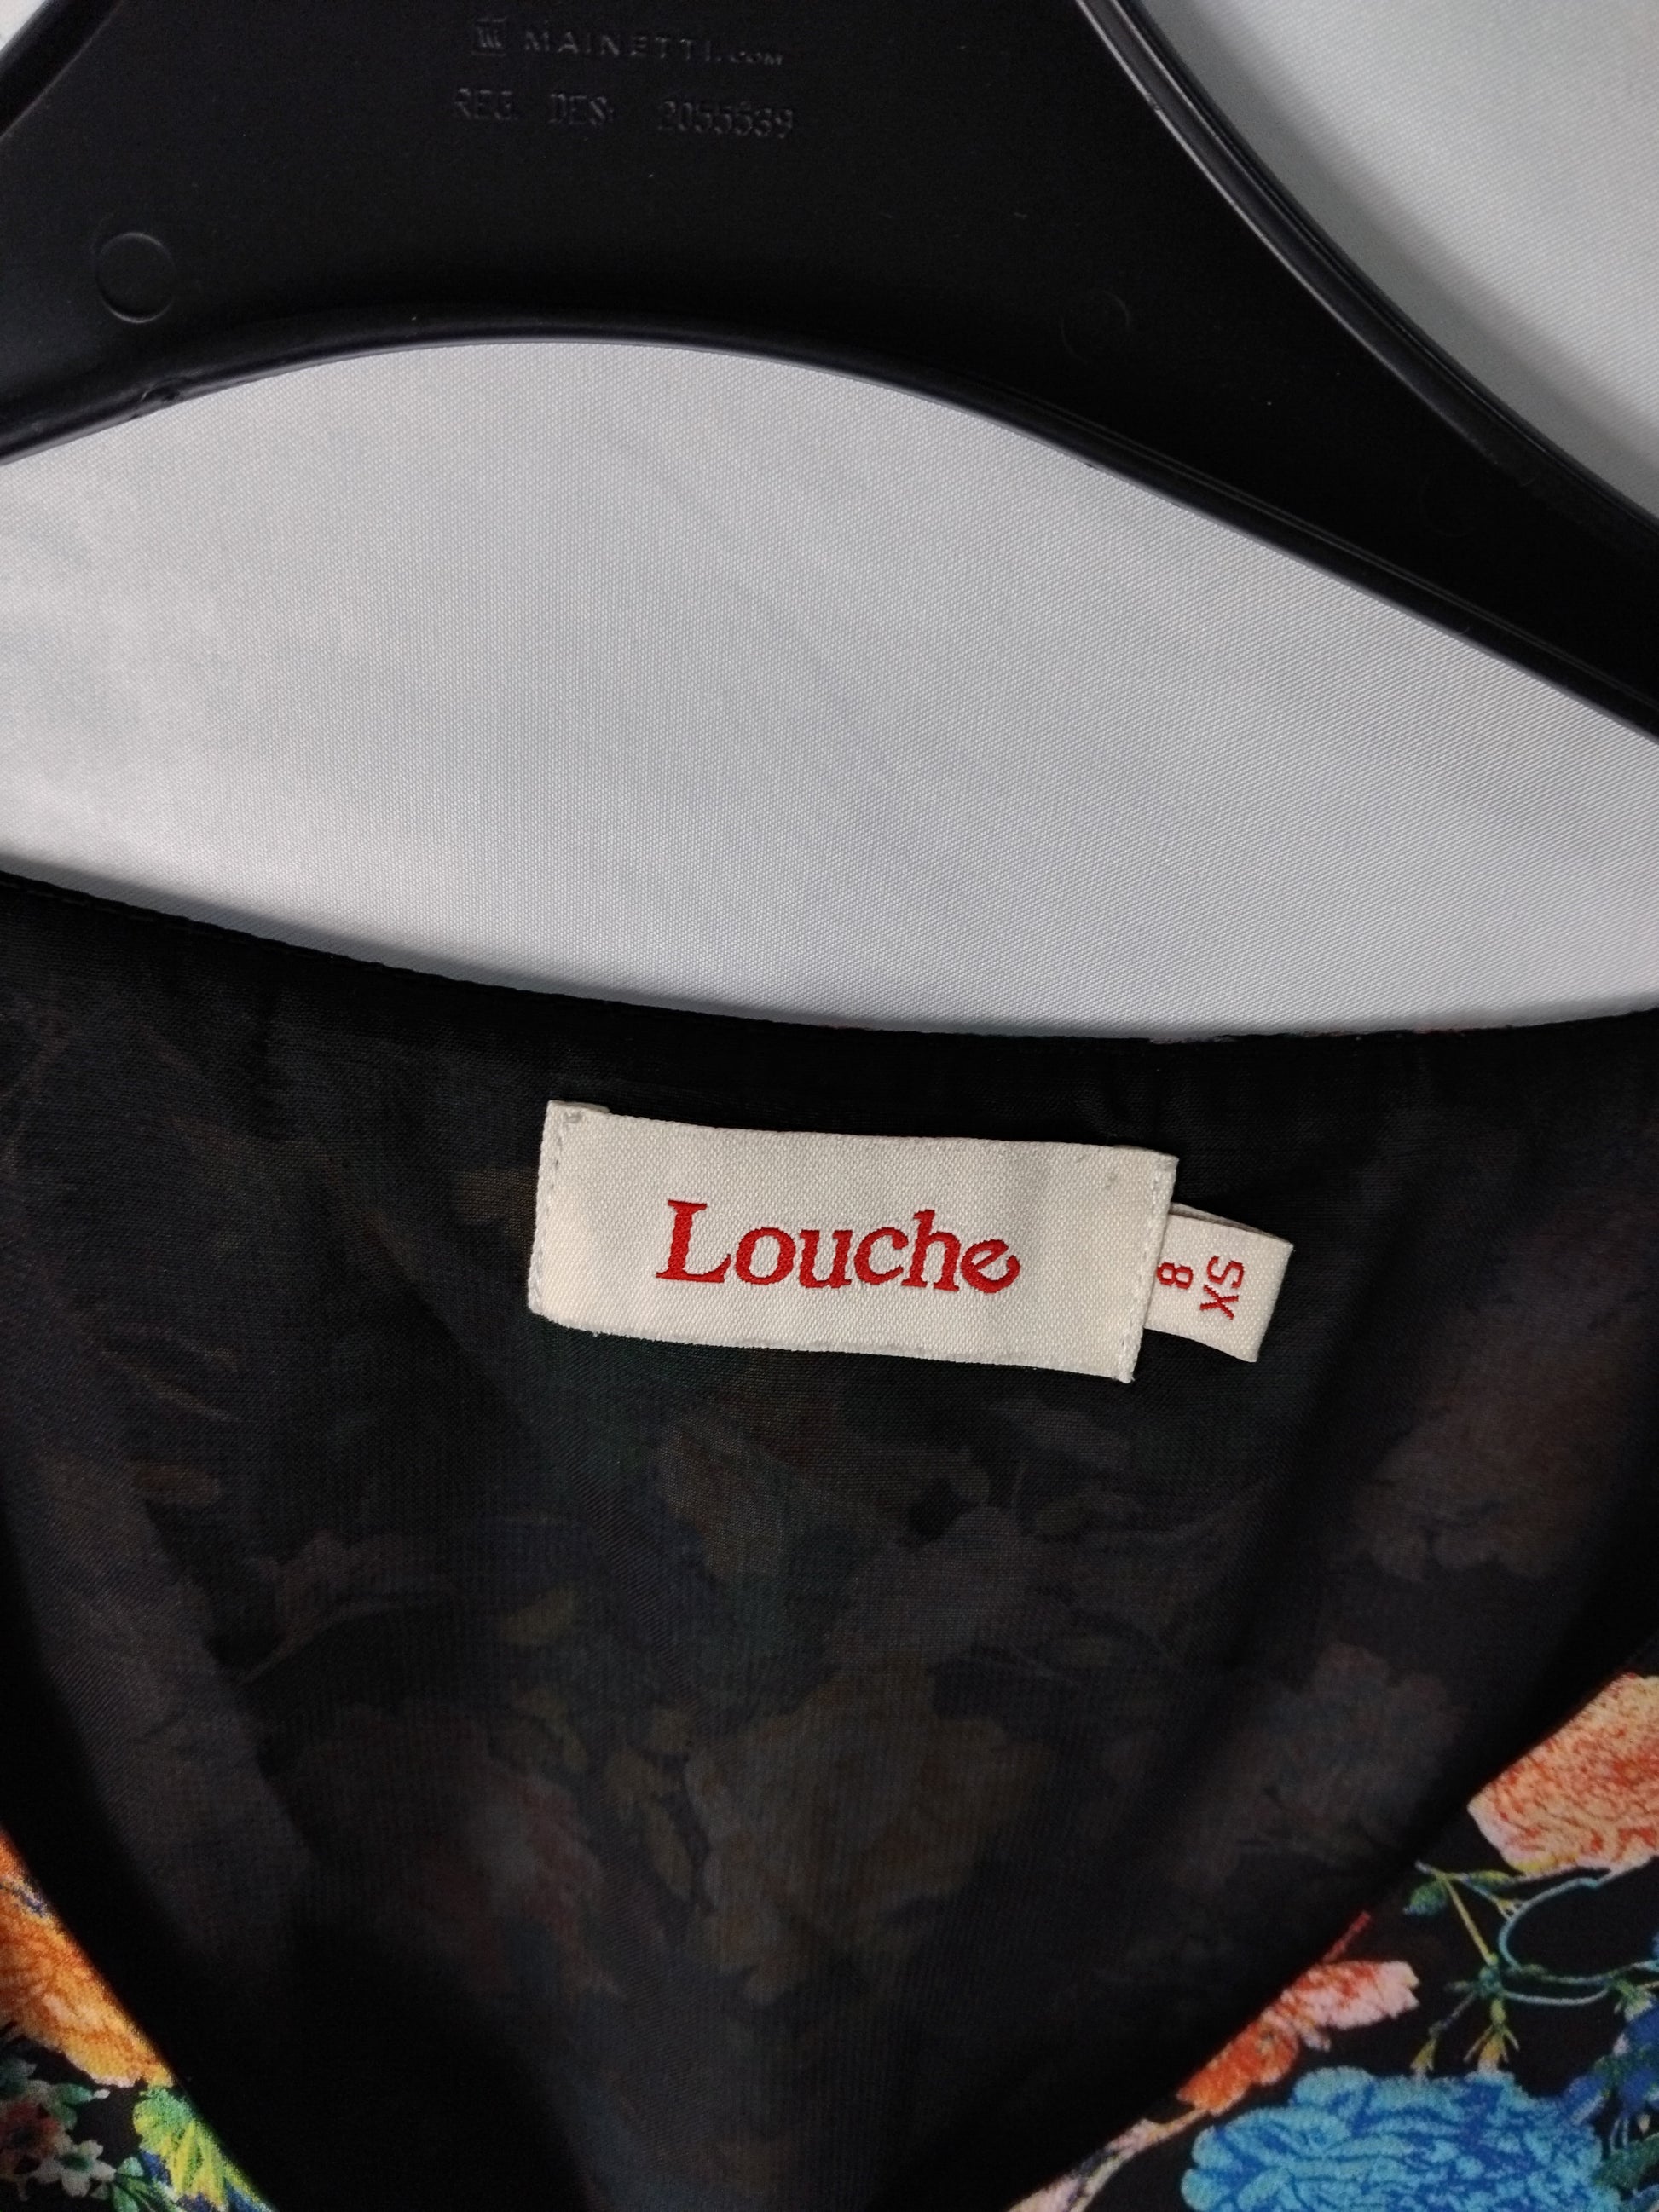 MAINETTI.COM
REG. DES: 2055539
Louche
8
XS